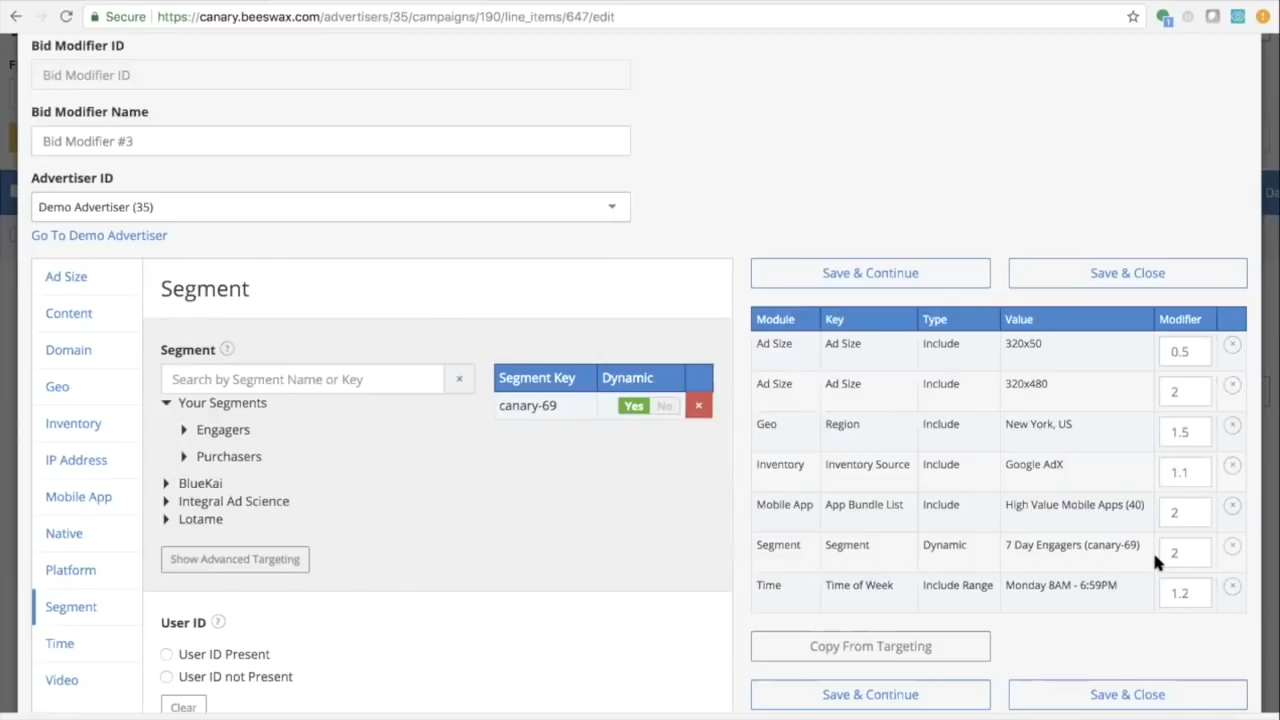 Secure https://canary.beeswax.com/advertisers/35/campaigns/190/line_items/647/edit
1
Bid Modifier ID
Bid Modifier ID
Bid Modifier Name
Bid Modifier #3
Advertiser ID
Demo Advertiser (35)
Go To Demo Advertiser
Ad Size
Content
Domain
Geo
Inventory
IP Address
Mobile App
Native
Platform
Segment
Time
Video
Segment
Segment ?
Search by Segment Name or Key ×
Your Segments
Engagers
Purchasers
BlueKai
Integral Ad Science
Lotame
Show Advanced Targeting
Segment Key Dynamic
canary-69 Yes No ×
User ID ?
User ID Present
User ID not Present
Clear
Save & Continue Save & Close
Module Key Type Value Modifier
Ad Size Ad Size Include 320x50 0.5
Ad Size Ad Size Include 320x480 2
Geo Region Include New York, US 1.5
Inventory Inventory Source Include Google AdX 1.1
Mobile App App Bundle List Include High Value Mobile Apps (40) 2
Segment Segment Dynamic 7 Day Engagers (canary-69) 2
Time Time of Week Include Range Monday 8AM - 6:59PM 1.2
Copy From Targeting
Save & Continue Save & Close